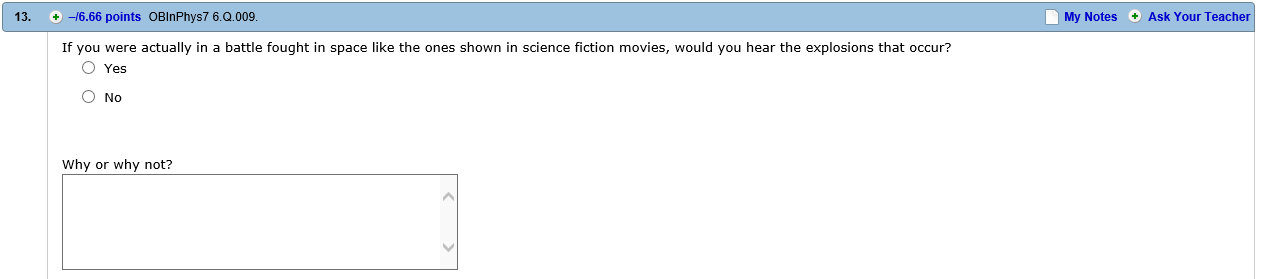 13. –/6.66 points OBInPhys7 6.Q.009. My Notes Ask Your Teacher
If you were actually in a battle fought in space like the ones shown in science fiction movies, would you hear the explosions that occur?
Yes
No
Why or why not?